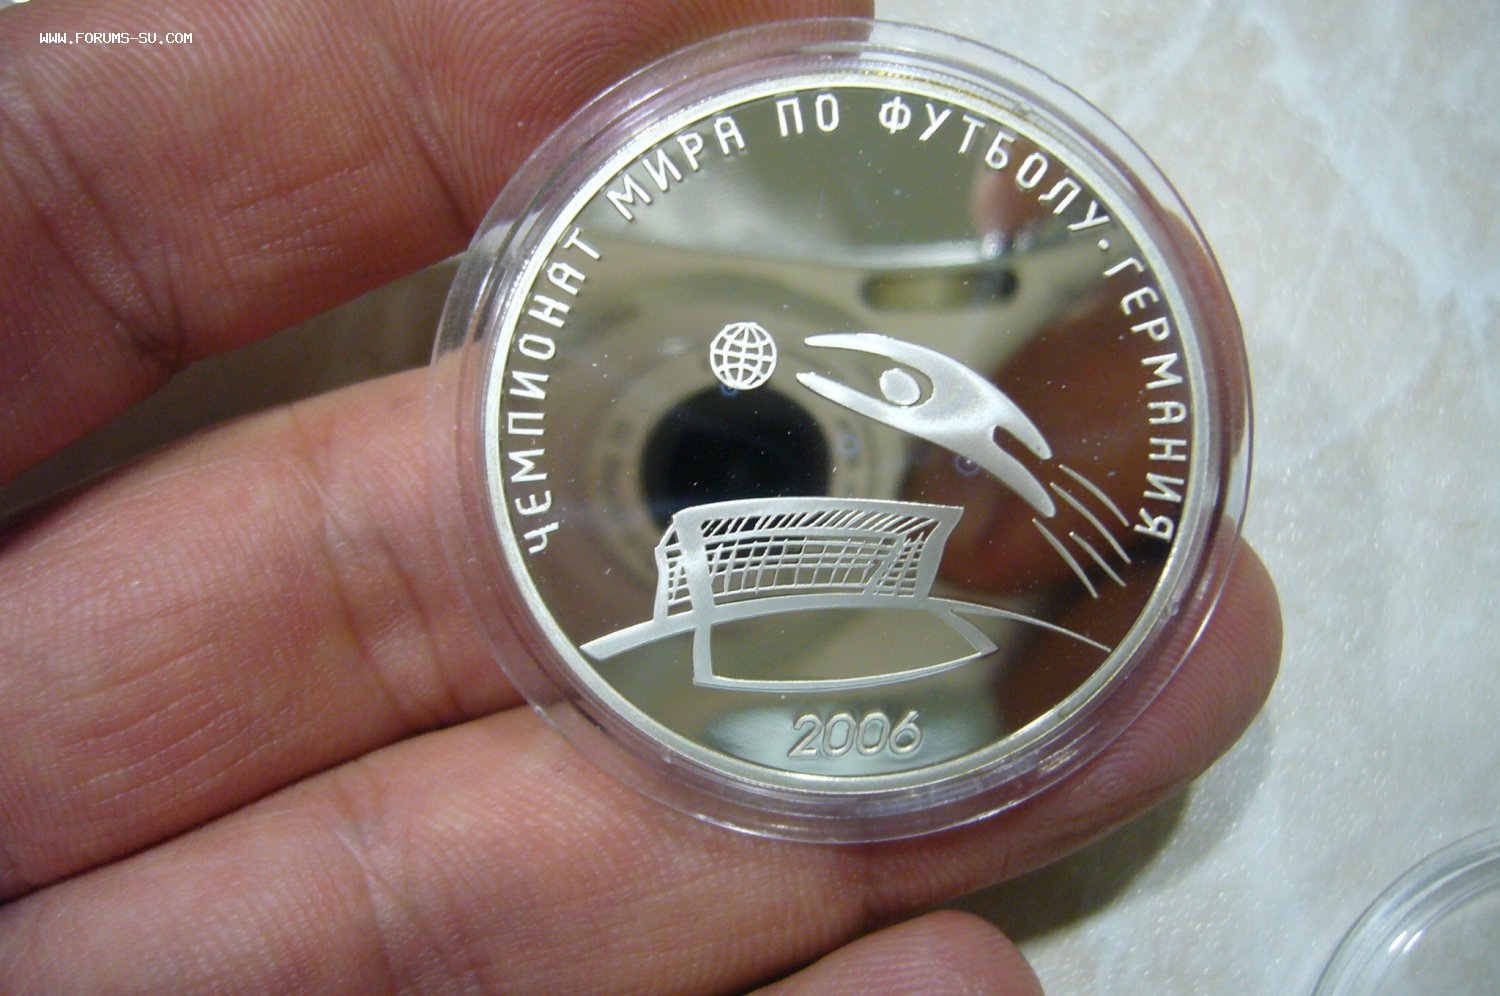 WWW.FORUMS-SU.COM
ЧЕМПИОНАТ МИРА ПО ФУТБОЛУ·ГЕРМАНИЯ
2006